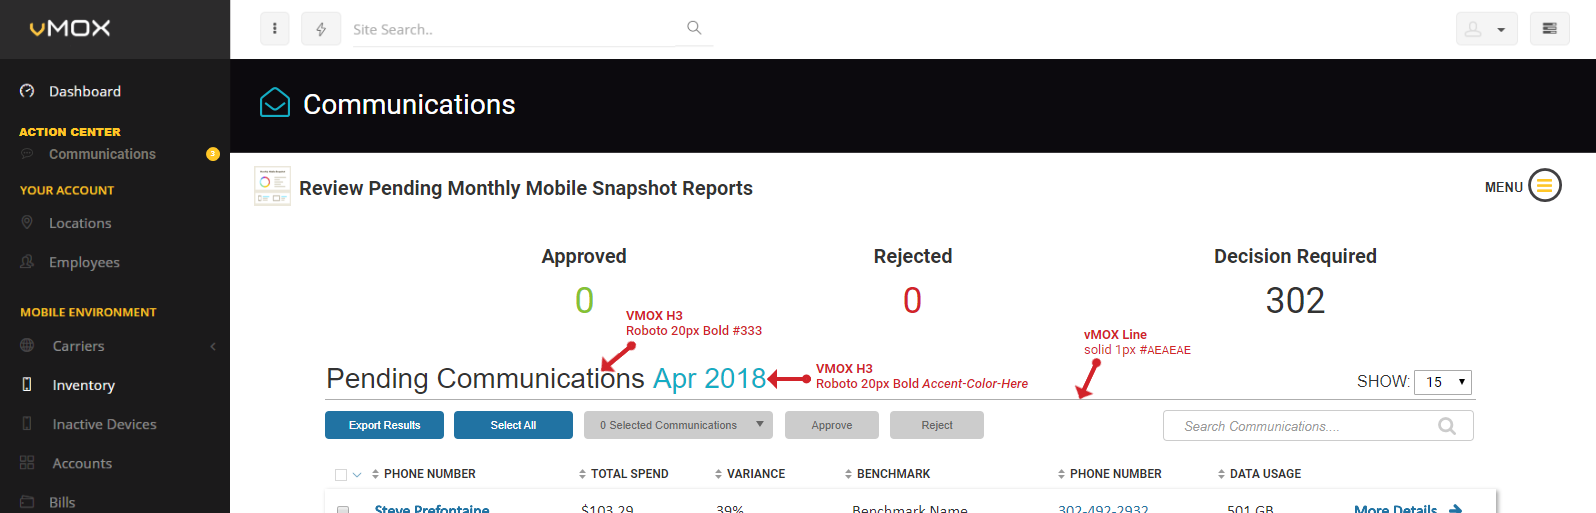 vMOX
Site Search..
Dashboard
ACTION CENTER
Communications 3
YOUR ACCOUNT
Locations
Employees
MOBILE ENVIRONMENT
Carriers
Inventory
Inactive Devices
Accounts
Bills
Communications
Review Pending Monthly Mobile Snapshot Reports
MENU
Approved Rejected Decision Required
0 0 302
VMOX H3
Roboto 20px Bold #333
vMOX Line
solid 1px #AEAEAE
VMOX H3
Roboto 20px Bold Accent-Color-Here
Pending Communications Apr 2018
SHOW: 15
Export Results Select All 0 Selected Communications Approve Reject Search Communications....
PHONE NUMBER TOTAL SPEND VARIANCE BENCHMARK PHONE NUMBER DATA USAGE
Steve Prefontaine $103.29 39% Benchmark Name 302-492-2932 501 GB More Details